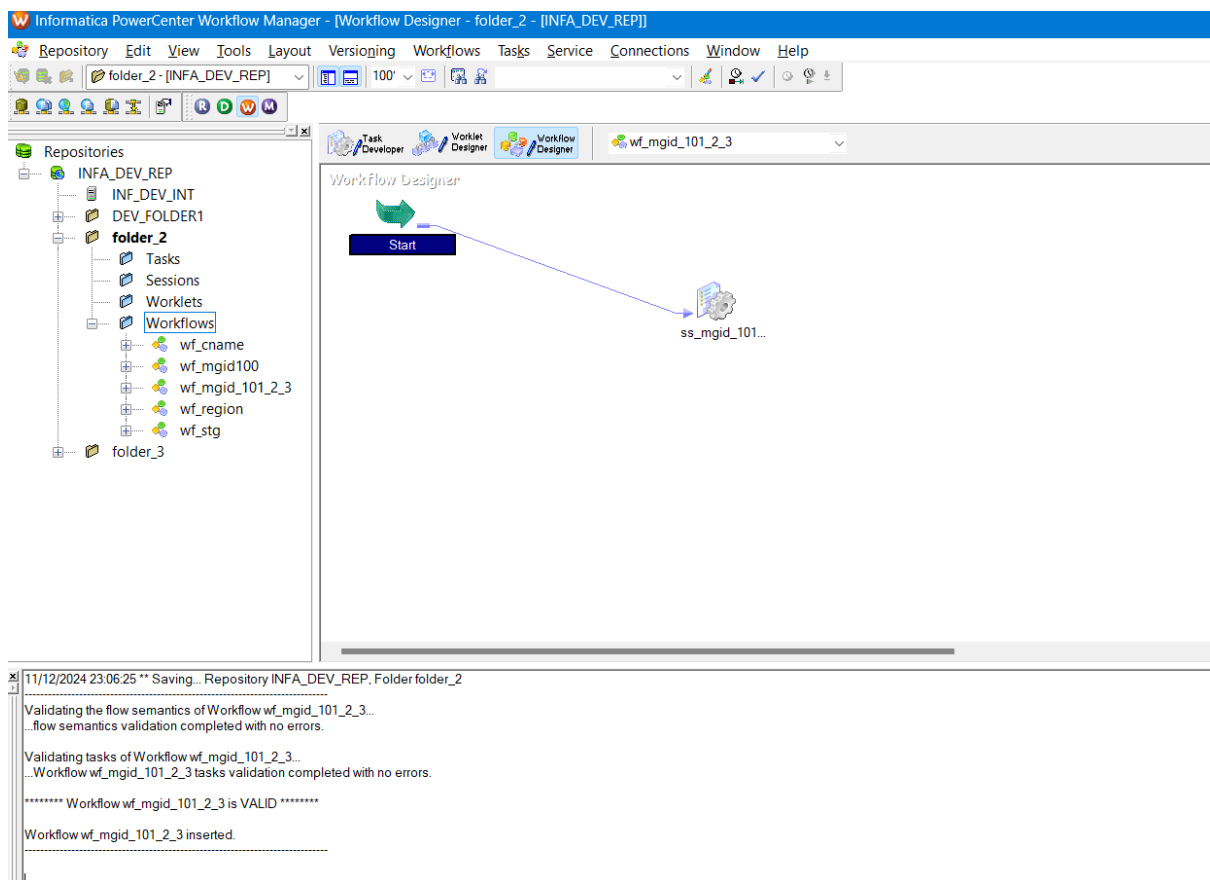 Informatica PowerCenter Workflow Manager - [Workflow Designer - folder_2 - [INFA_DEV_REP]]
Repository Edit View Tools Layout Versioning Workflows Tasks Service Connections Window Help
folder_2 - [INFA_DEV_REP] 100'
R D W M
Task Developer Worklet Designer Workflow Designer wf_mgid_101_2_3
Repositories
INFA_DEV_REP
INF_DEV_INT
DEV_FOLDER1
folder_2
Tasks
Sessions
Worklets
Workflows
wf_cname
wf_mgid100
wf_mgid_101_2_3
wf_region
wf_stg
folder_3
Workflow Designer
Start
ss_mgid_101...
11/12/2024 23:06:25 ** Saving... Repository INFA_DEV_REP, Folder folder_2
Validating the flow semantics of Workflow wf_mgid_101_2_3...
...flow semantics validation completed with no errors.
Validating tasks of Workflow wf_mgid_101_2_3...
...Workflow wf_mgid_101_2_3 tasks validation completed with no errors.
******** Workflow wf_mgid_101_2_3 is VALID ********
Workflow wf_mgid_101_2_3 inserted.